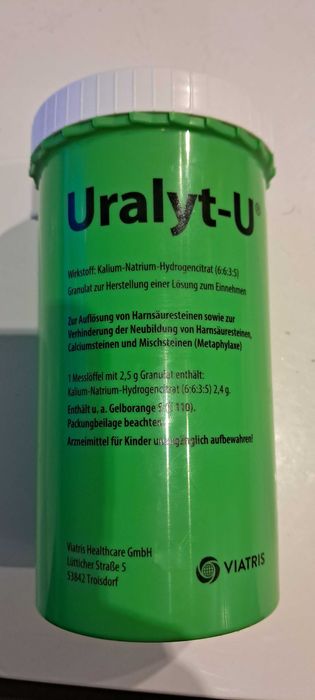 Uralyt-U®
Wirkstoff: Kalium-Natrium-Hydrogencitrat (6:6:3:5)
Granulat zur Herstellung einer Lösung zum Einnehmen
Zur Auflösung von Harnsäuresteinen sowie zur
Verhinderung der Neubildung von Harnsäuresteinen,
Calciumsteinen und Mischsteinen (Metaphylaxe)
1 Messlöffel mit 2,5 g Granulat enthält:
Kalium-Natrium-Hydrogencitrat (6:6:3:5) 2,4 g.
Enthält u. a. Gelborange S (E 110).
Packungbeilage beachten.
Arzneimittel für Kinder unzugänglich aufbewahren!
Viatris Healthcare GmbH
Lütticher Straße 5
53842 Troisdorf
VIATRIS